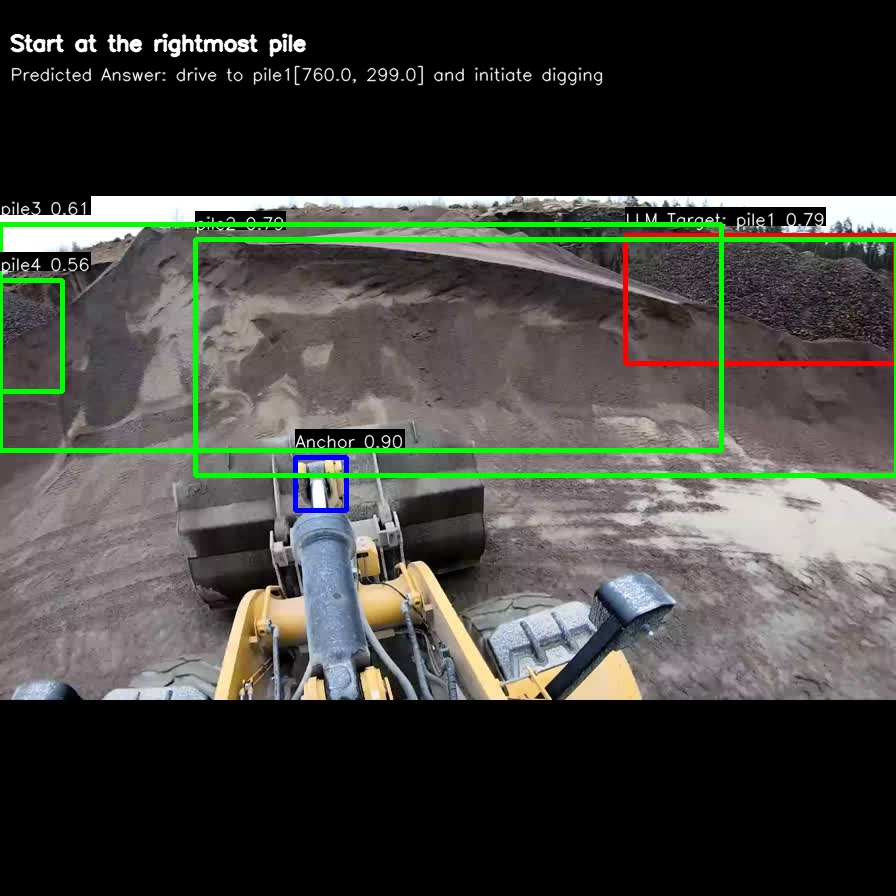 Start at the rightmost pile
Predicted Answer: drive to pile1[760.0, 299.0] and initiate digging
pile3 0.61
pile2 0.79
LLM Target: pile1 0.79
pile4 0.56
Anchor 0.90